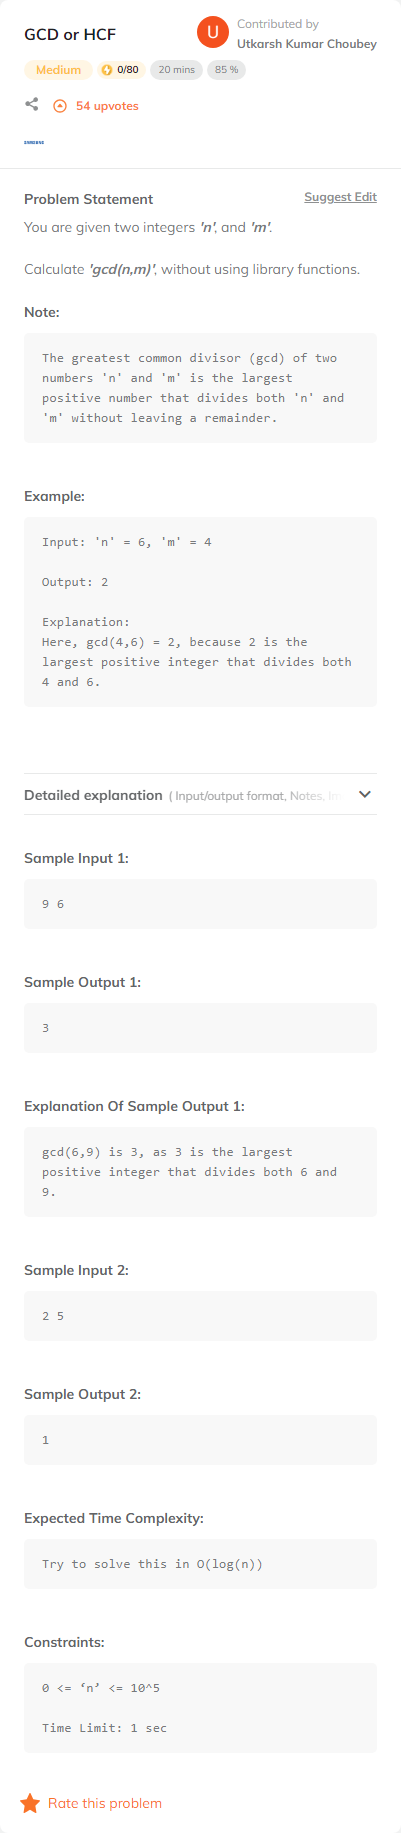 GCD or HCF
U
Contributed by
Utkarsh Kumar Choubey
Medium
0/80
20 mins
85 %
54 upvotes
SAMSUNG
Problem Statement
Suggest Edit
You are given two integers 'n', and 'm'.
Calculate 'gcd(n,m)', without using library functions.
Note:
The greatest common divisor (gcd) of two
numbers 'n' and 'm' is the largest
positive number that divides both 'n' and
'm' without leaving a remainder.
Example:
Input: 'n' = 6, 'm' = 4
Output: 2
Explanation:
Here, gcd(4,6) = 2, because 2 is the
largest positive integer that divides both
4 and 6.
Detailed explanation ( Input/output format, Notes, Im
Sample Input 1:
9 6
Sample Output 1:
3
Explanation Of Sample Output 1:
gcd(6,9) is 3, as 3 is the largest
positive integer that divides both 6 and
9.
Sample Input 2:
2 5
Sample Output 2:
1
Expected Time Complexity:
Try to solve this in O(log(n))
Constraints:
0 <= ‘n’ <= 10^5
Time Limit: 1 sec
Rate this problem